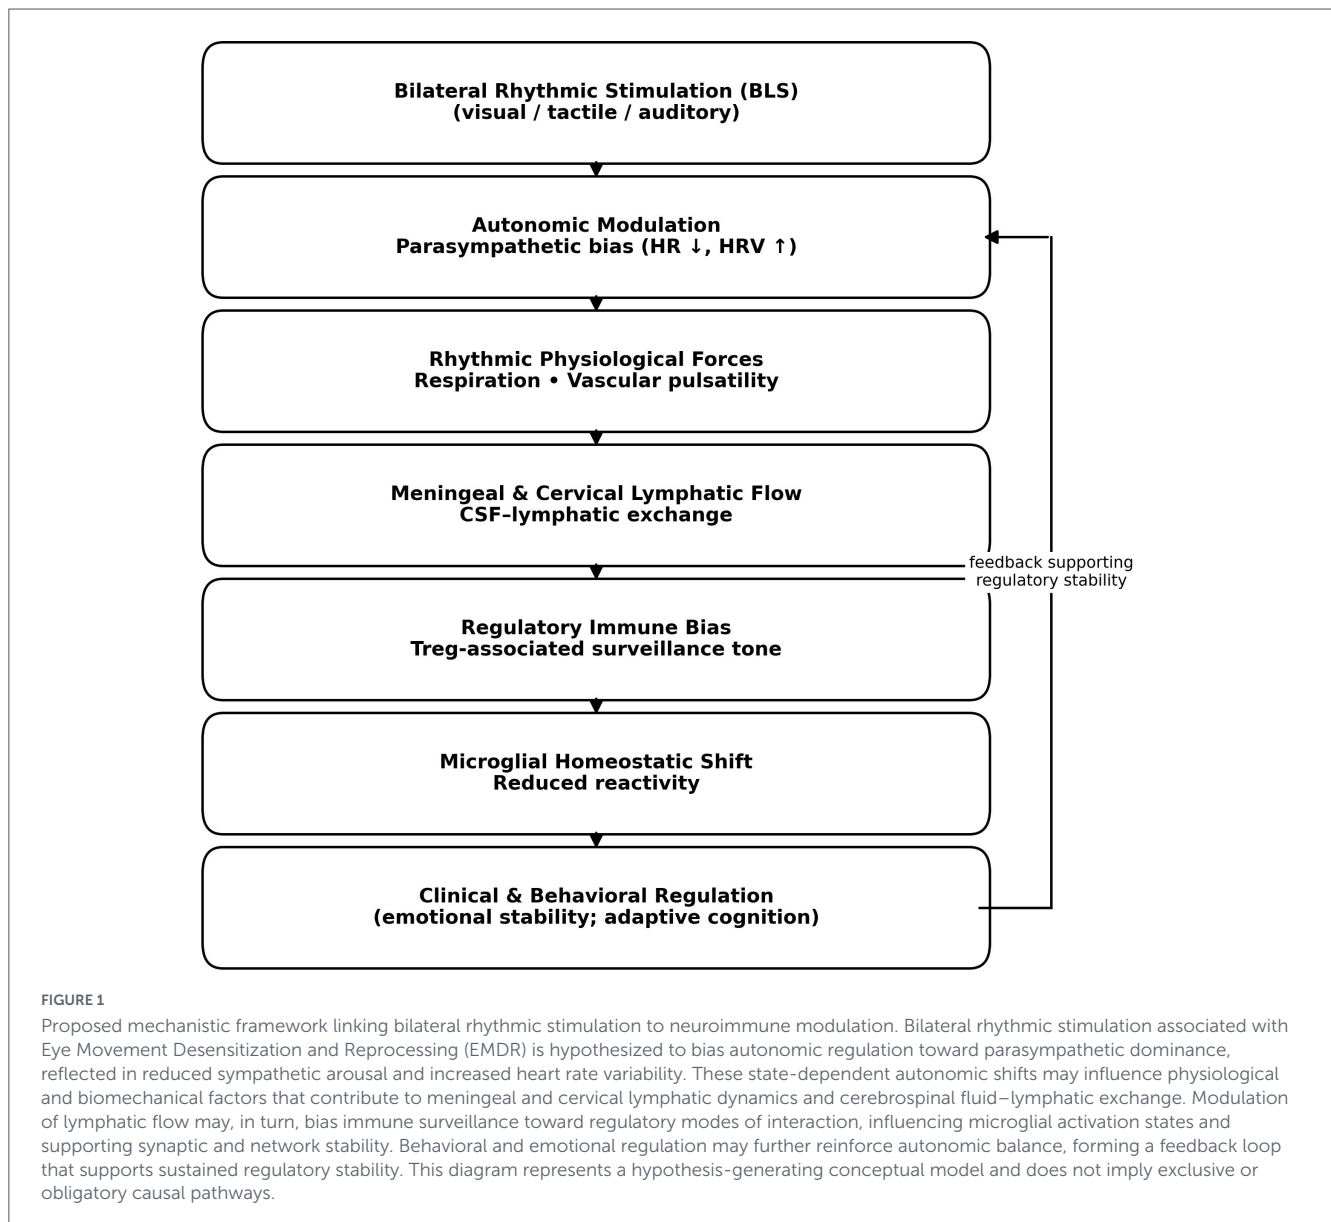 Bilateral Rhythmic Stimulation (BLS)
(visual / tactile / auditory)
Autonomic Modulation
Parasympathetic bias (HR ↓, HRV ↑)
Rhythmic Physiological Forces
Respiration • Vascular pulsatility
Meningeal & Cervical Lymphatic Flow
CSF–lymphatic exchange
feedback supporting
regulatory stability
Regulatory Immune Bias
Treg-associated surveillance tone
Microglial Homeostatic Shift
Reduced reactivity
Clinical & Behavioral Regulation
(emotional stability; adaptive cognition)
FIGURE 1
Proposed mechanistic framework linking bilateral rhythmic stimulation to neuroimmune modulation. Bilateral rhythmic stimulation associated with
Eye Movement Desensitization and Reprocessing (EMDR) is hypothesized to bias autonomic regulation toward parasympathetic dominance,
reflected in reduced sympathetic arousal and increased heart rate variability. These state-dependent autonomic shifts may influence physiological
and biomechanical factors that contribute to meningeal and cervical lymphatic dynamics and cerebrospinal fluid–lymphatic exchange. Modulation
of lymphatic flow may, in turn, bias immune surveillance toward regulatory modes of interaction, influencing microglial activation states and
supporting synaptic and network stability. Behavioral and emotional regulation may further reinforce autonomic balance, forming a feedback loop
that supports sustained regulatory stability. This diagram represents a hypothesis-generating conceptual model and does not imply exclusive or
obligatory causal pathways.